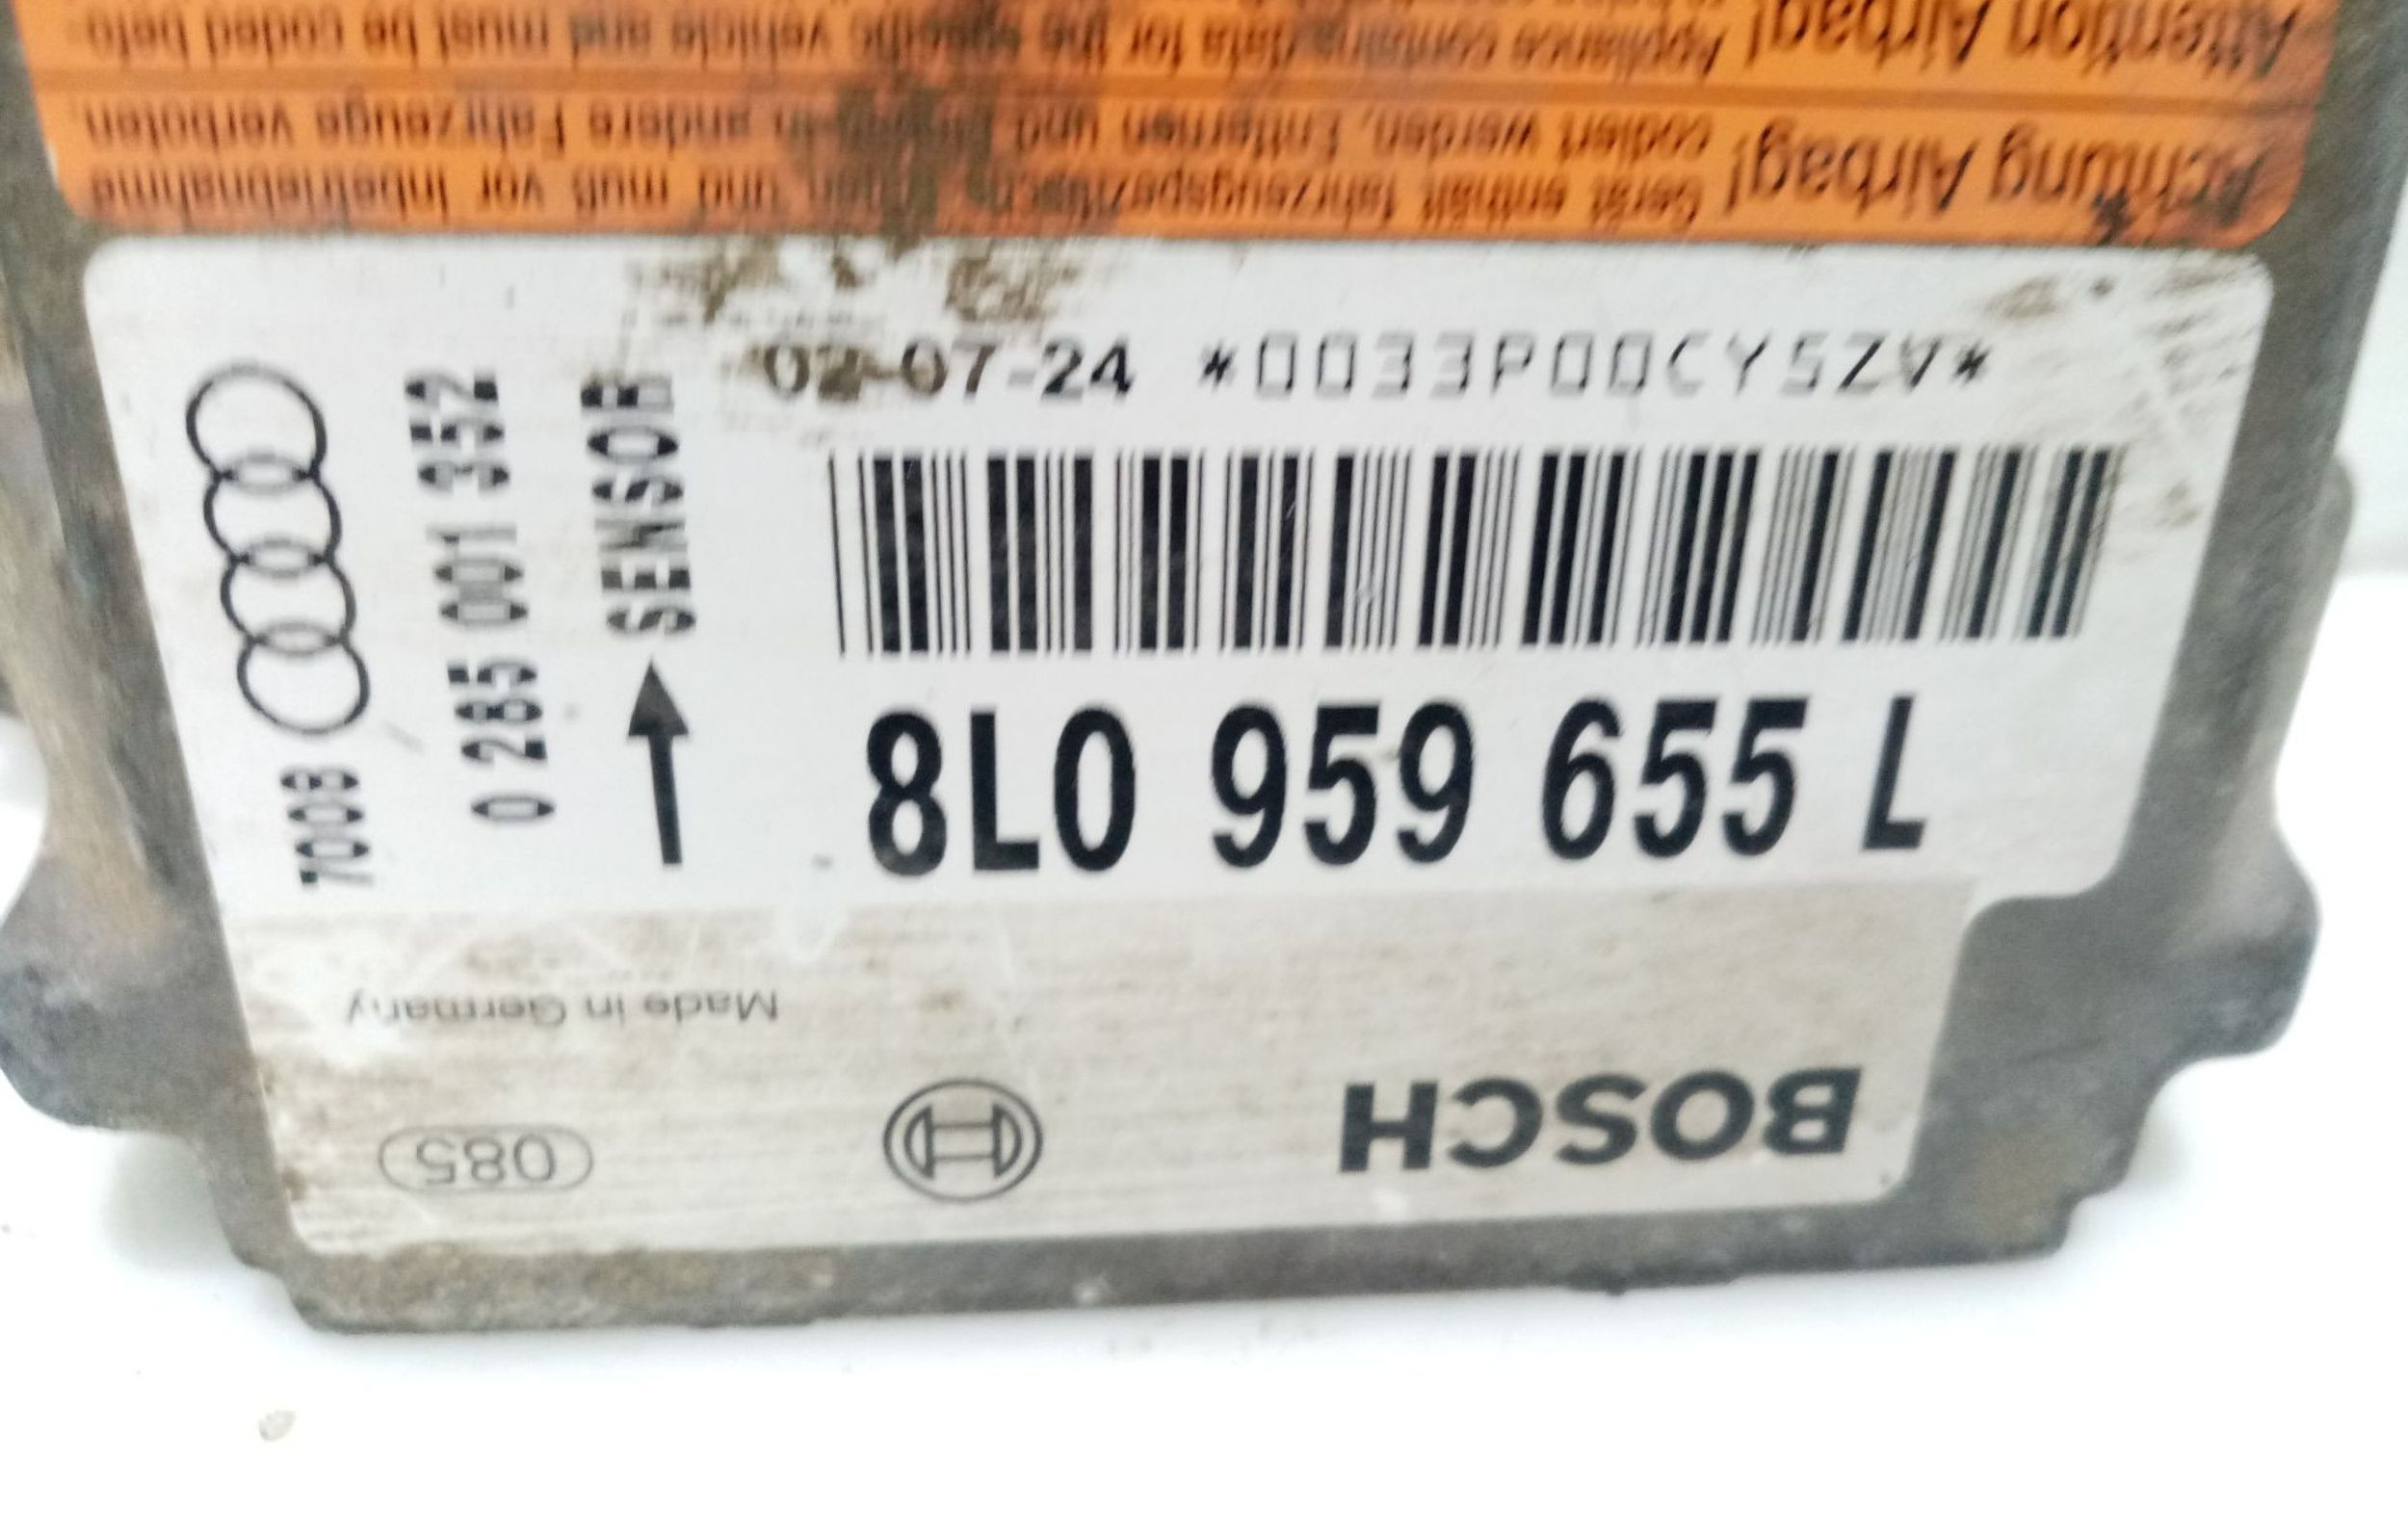 Attention Airbag! Appliance contains data for the specific vehicle and must be coded befo
Achtung Airbag! Gerät enthält fahrzeugspezifische Daten und muß vor Inbetriebnahme
codiert werden, Entfernen und Einbau in andere Fahrzeuge verboten.
02-07-24 *0033P00CY5ZV*
8L0 959 655 L
7008
0 285 001 352
SENSOR
Made in Germany
BOSCH
085